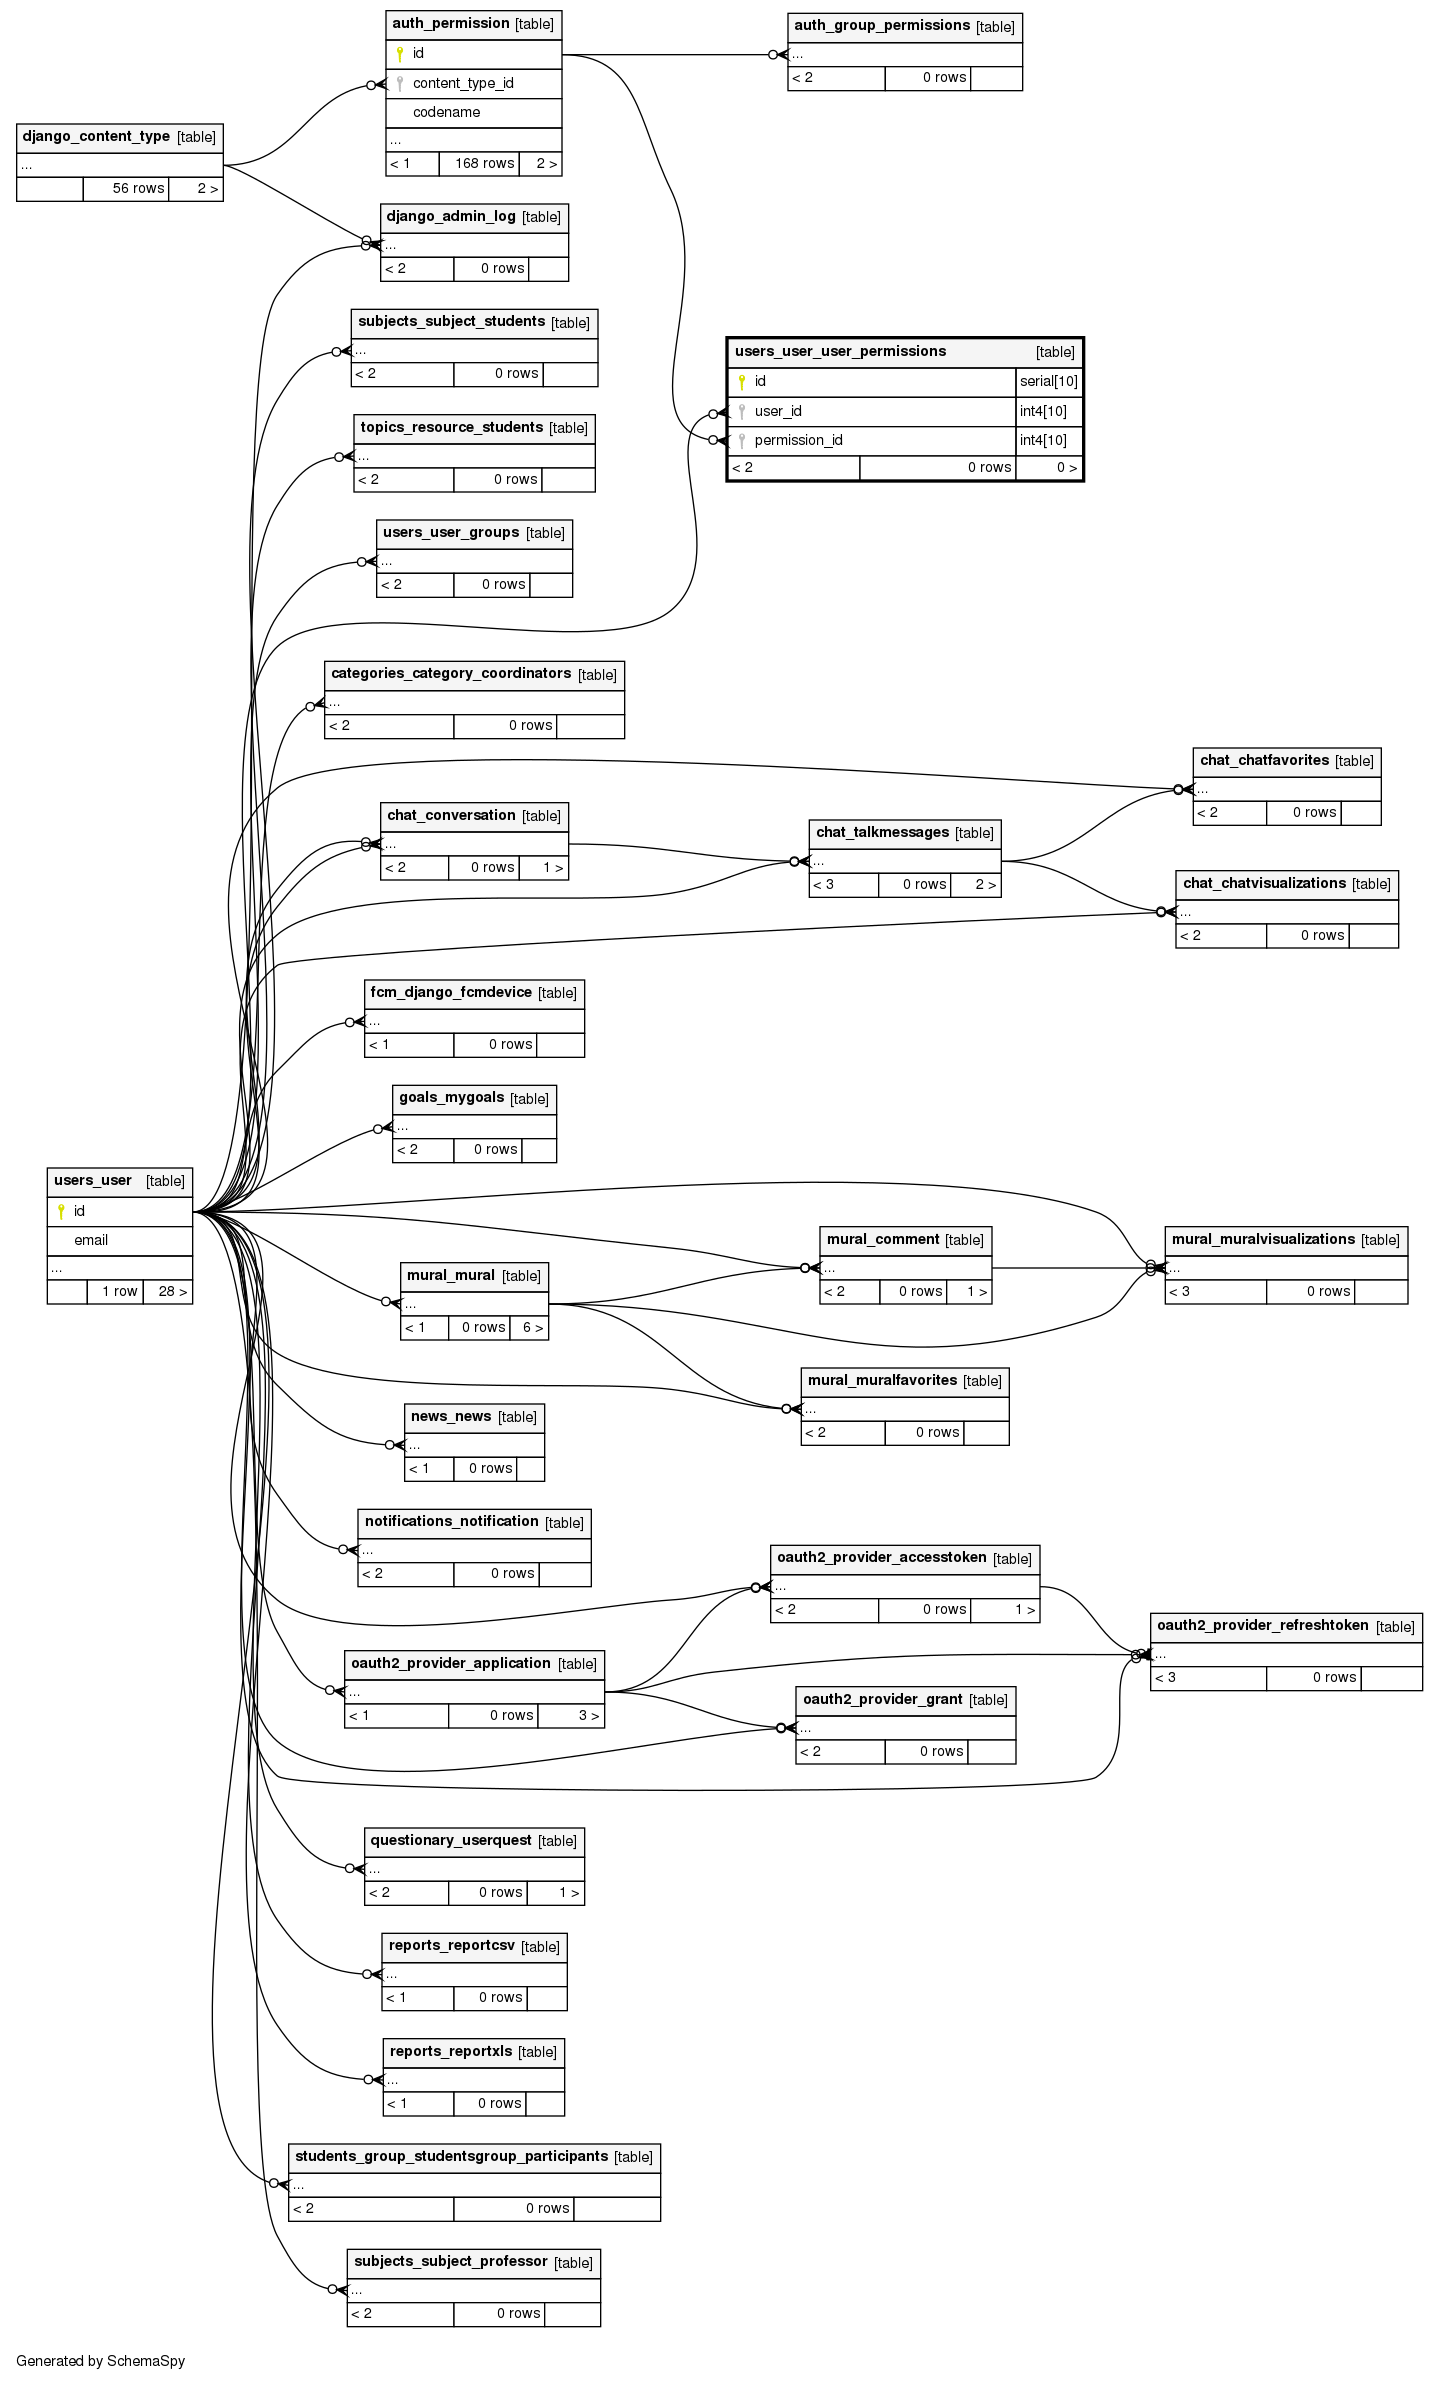 auth_permission [table]
id
content_type_id
codename
...
< 1 168 rows 2 >
auth_group_permissions [table]
...
< 2 0 rows
django_content_type [table]
...
56 rows 2 >
django_admin_log [table]
...
< 2 0 rows
subjects_subject_students [table]
...
< 2 0 rows
users_user_user_permissions [table]
id serial[10]
user_id int4[10]
permission_id int4[10]
< 2 0 rows 0 >
topics_resource_students [table]
...
< 2 0 rows
users_user_groups [table]
...
< 2 0 rows
categories_category_coordinators [table]
...
< 2 0 rows
chat_chatfavorites [table]
...
< 2 0 rows
chat_conversation [table]
...
< 2 0 rows 1 >
chat_talkmessages [table]
...
< 3 0 rows 2 >
chat_chatvisualizations [table]
...
< 2 0 rows
fcm_django_fcmdevice [table]
...
< 1 0 rows
goals_mygoals [table]
...
< 2 0 rows
users_user [table]
id
email
...
1 row 28 >
mural_comment [table]
...
< 2 0 rows 1 >
mural_muralvisualizations [table]
...
< 3 0 rows
mural_mural [table]
...
< 1 0 rows 6 >
mural_muralfavorites [table]
...
< 2 0 rows
news_news [table]
...
< 1 0 rows
notifications_notification [table]
...
< 2 0 rows
oauth2_provider_accesstoken [table]
...
< 2 0 rows 1 >
oauth2_provider_refreshtoken [table]
...
< 3 0 rows
oauth2_provider_application [table]
...
< 1 0 rows 3 >
oauth2_provider_grant [table]
...
< 2 0 rows
questionary_userquest [table]
...
< 2 0 rows 1 >
reports_reportcsv [table]
...
< 1 0 rows
reports_reportxls [table]
...
< 1 0 rows
students_group_studentsgroup_participants [table]
...
< 2 0 rows
subjects_subject_professor [table]
...
< 2 0 rows
Generated by SchemaSpy